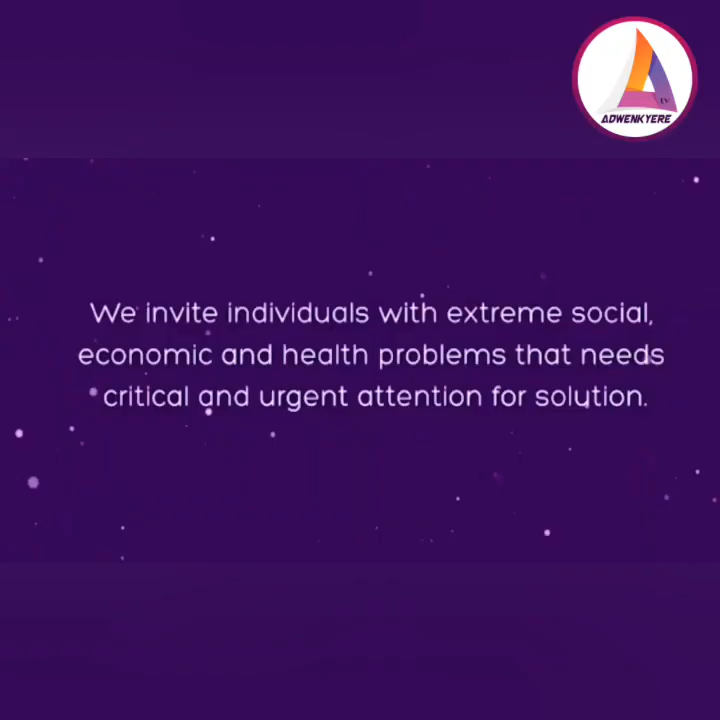 tv
ADWENKYERE
We invite individuals with extreme social,
economic and health problems that needs
critical and urgent attention for solution.